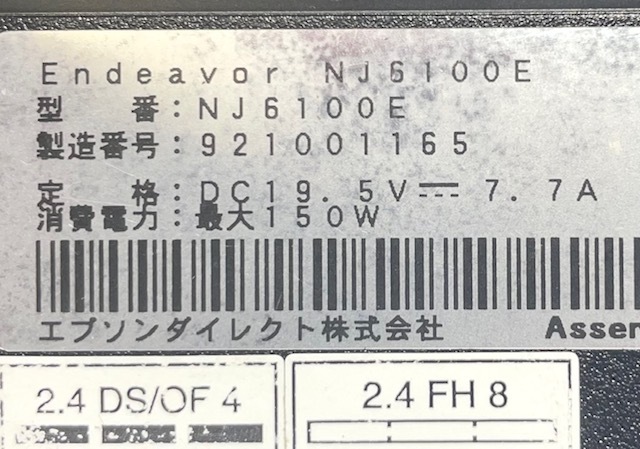 Endeavor NJ6100E
型　番：NJ6100E
製造番号：921001165
定　格：DC19.5V⎓7.7A
消費電力：最大150W
エプソンダイレクト株式会社 Assem
2.4 DS/OF 4
2.4 FH 8